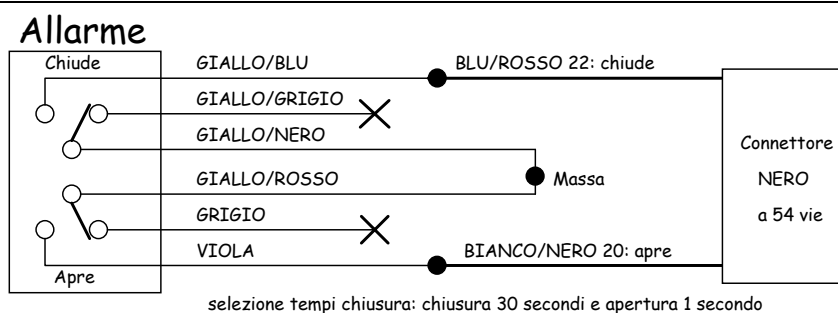 Allarme
Chiude
GIALLO/BLU
BLU/ROSSO 22: chiude
GIALLO/GRIGIO
GIALLO/NERO
Connettore
NERO
a 54 vie
GIALLO/ROSSO
Massa
GRIGIO
VIOLA
BIANCO/NERO 20: apre
Apre
selezione tempi chiusura: chiusura 30 secondi e apertura 1 secondo